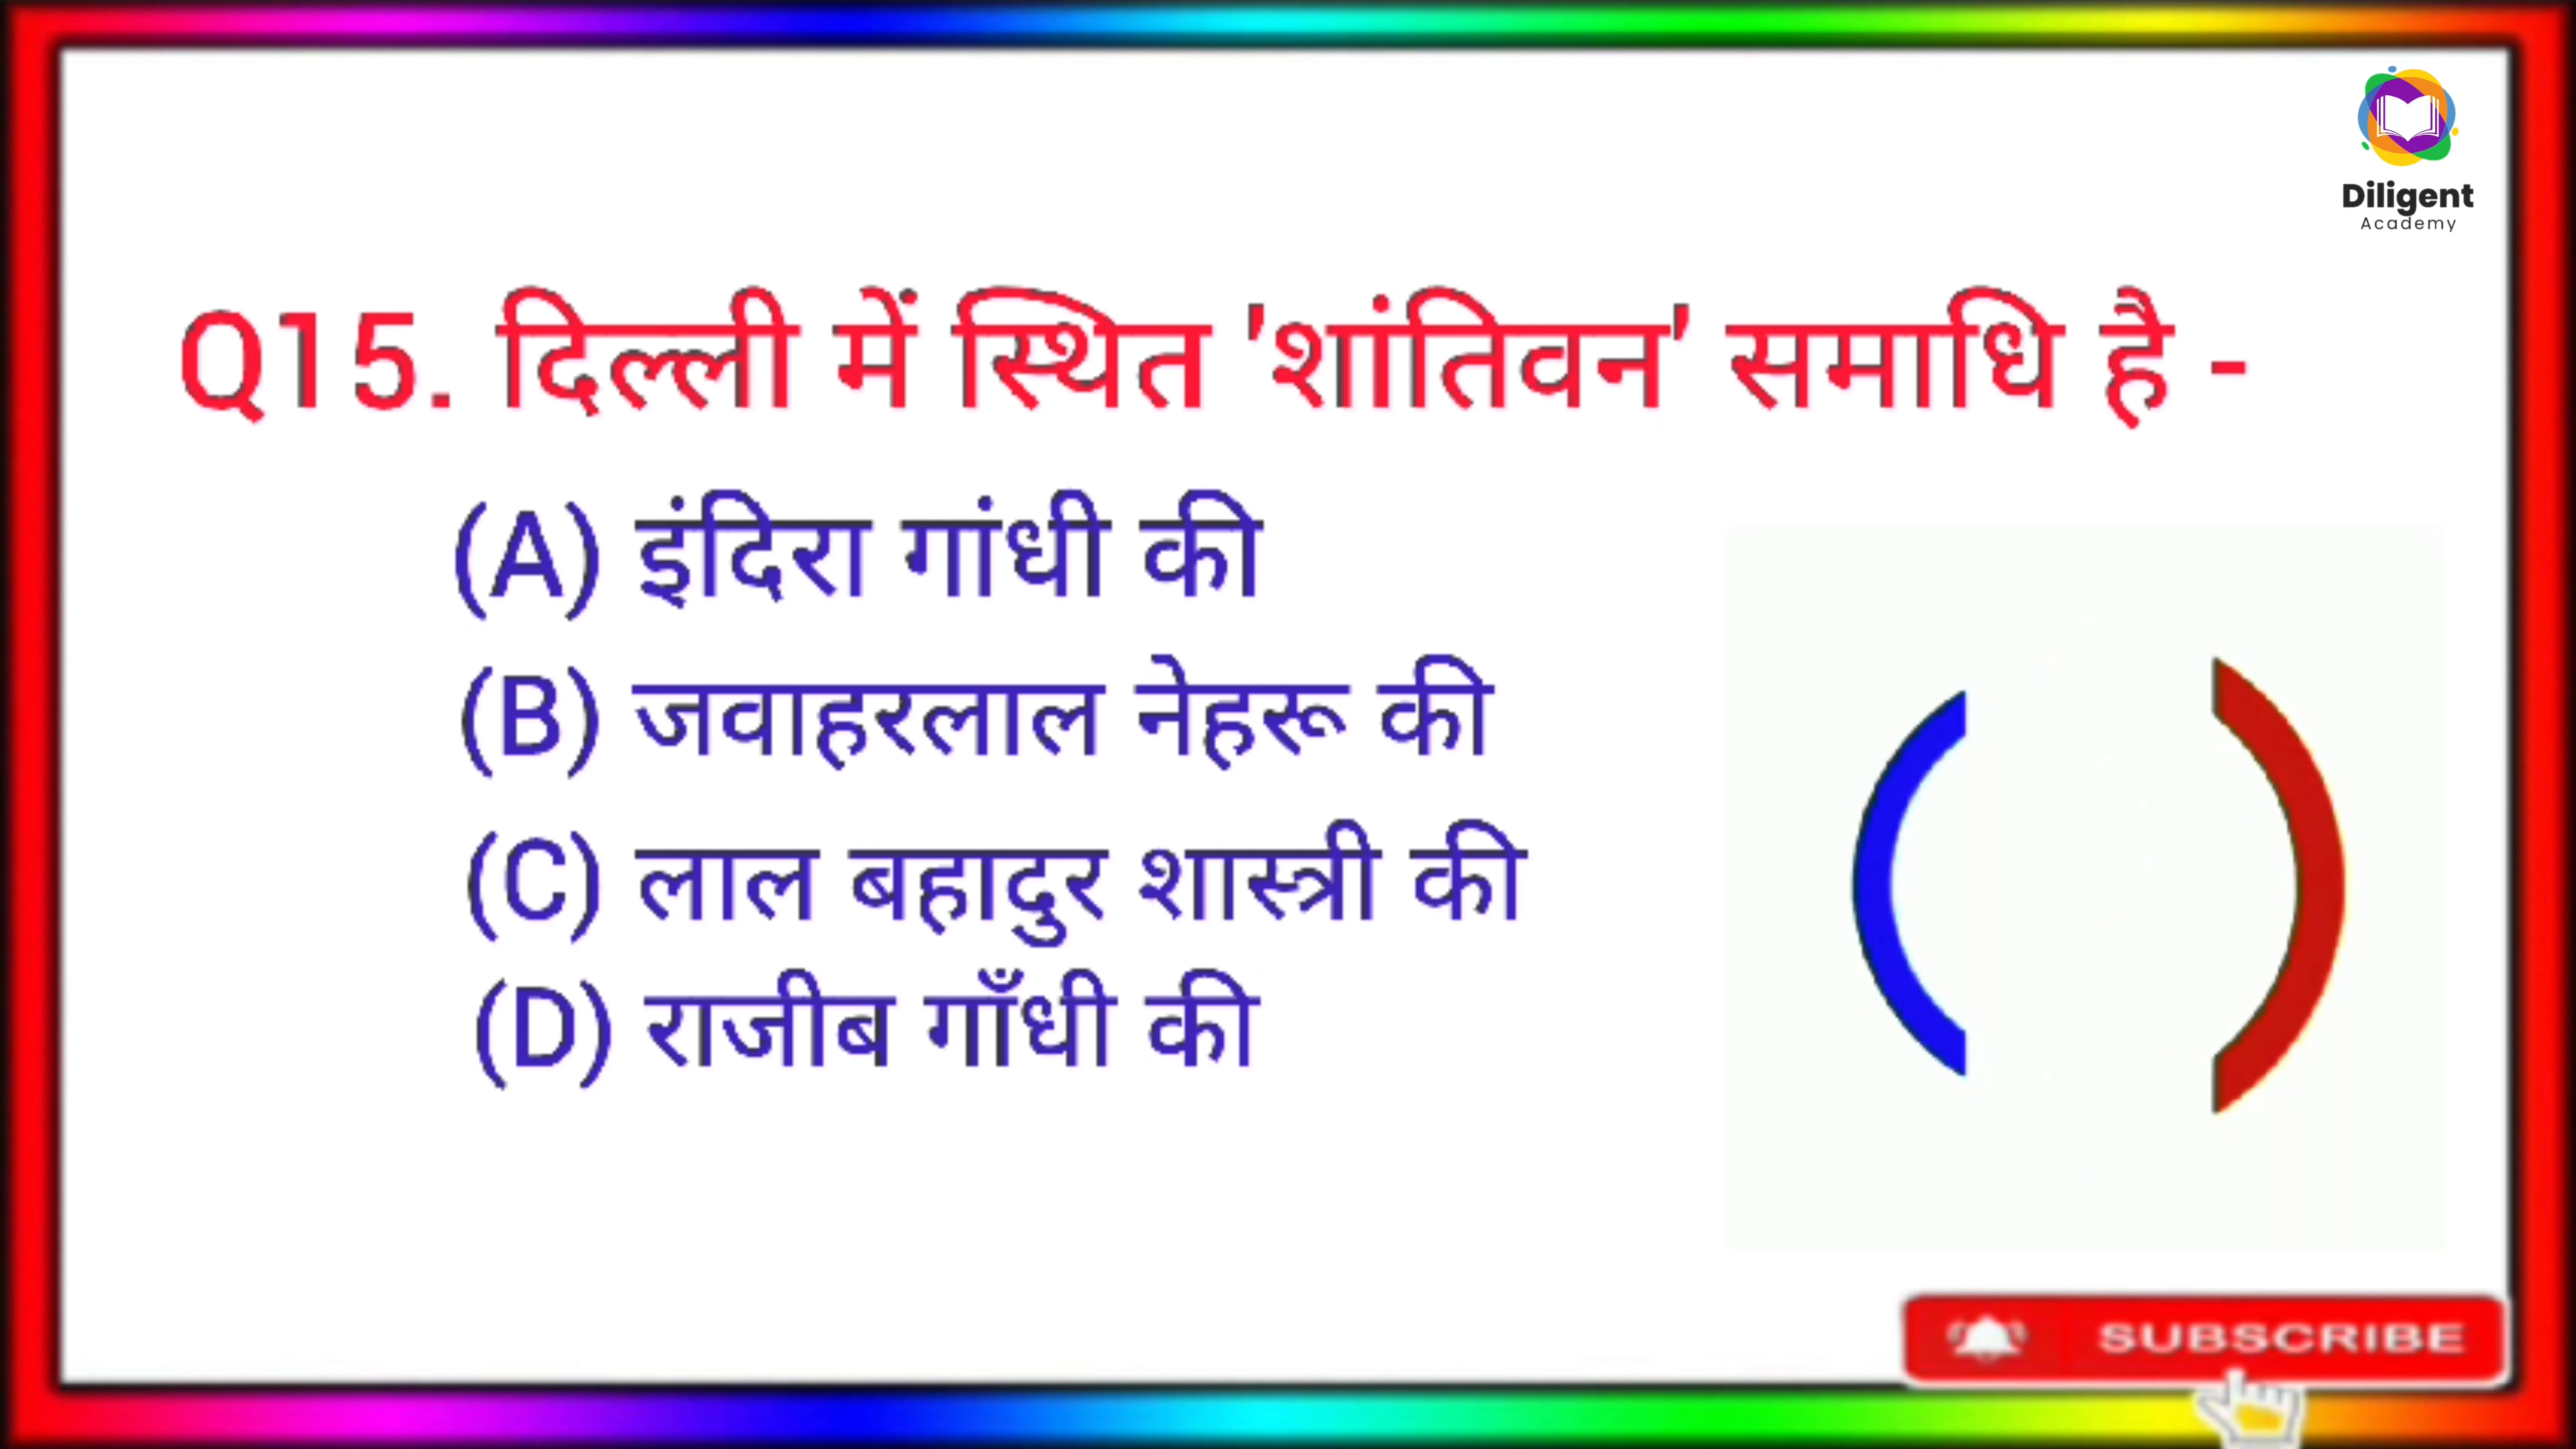 Diligent
Academy
Q15. दिल्ली में स्थित 'शांतिवन' समाधि है -
(A) इंदिरा गांधी की
(B) जवाहरलाल नेहरू की
(C) लाल बहादुर शास्त्री की
(D) राजीब गाँधी की
SUBSCRIBE